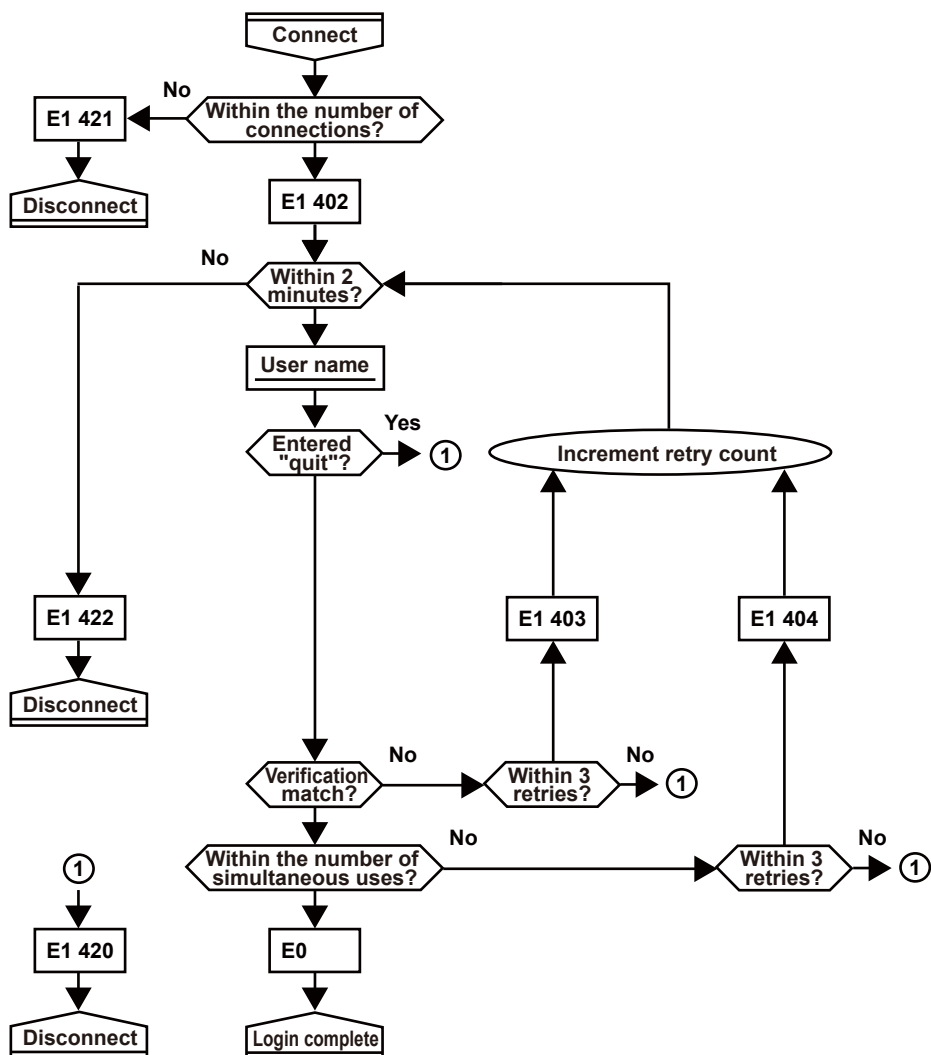 Connect
No
Within the number of
connections?
E1 421
Disconnect
E1 402
No
Within 2
minutes?
User name
Entered
"quit"?
Yes
1
Increment retry count
E1 422
Disconnect
E1 403
E1 404
Verification
match?
No
Within 3
retries?
No
1
Within the number of
simultaneous uses?
No
Within 3
retries?
No
1
1
E1 420
Disconnect
E0
Login complete